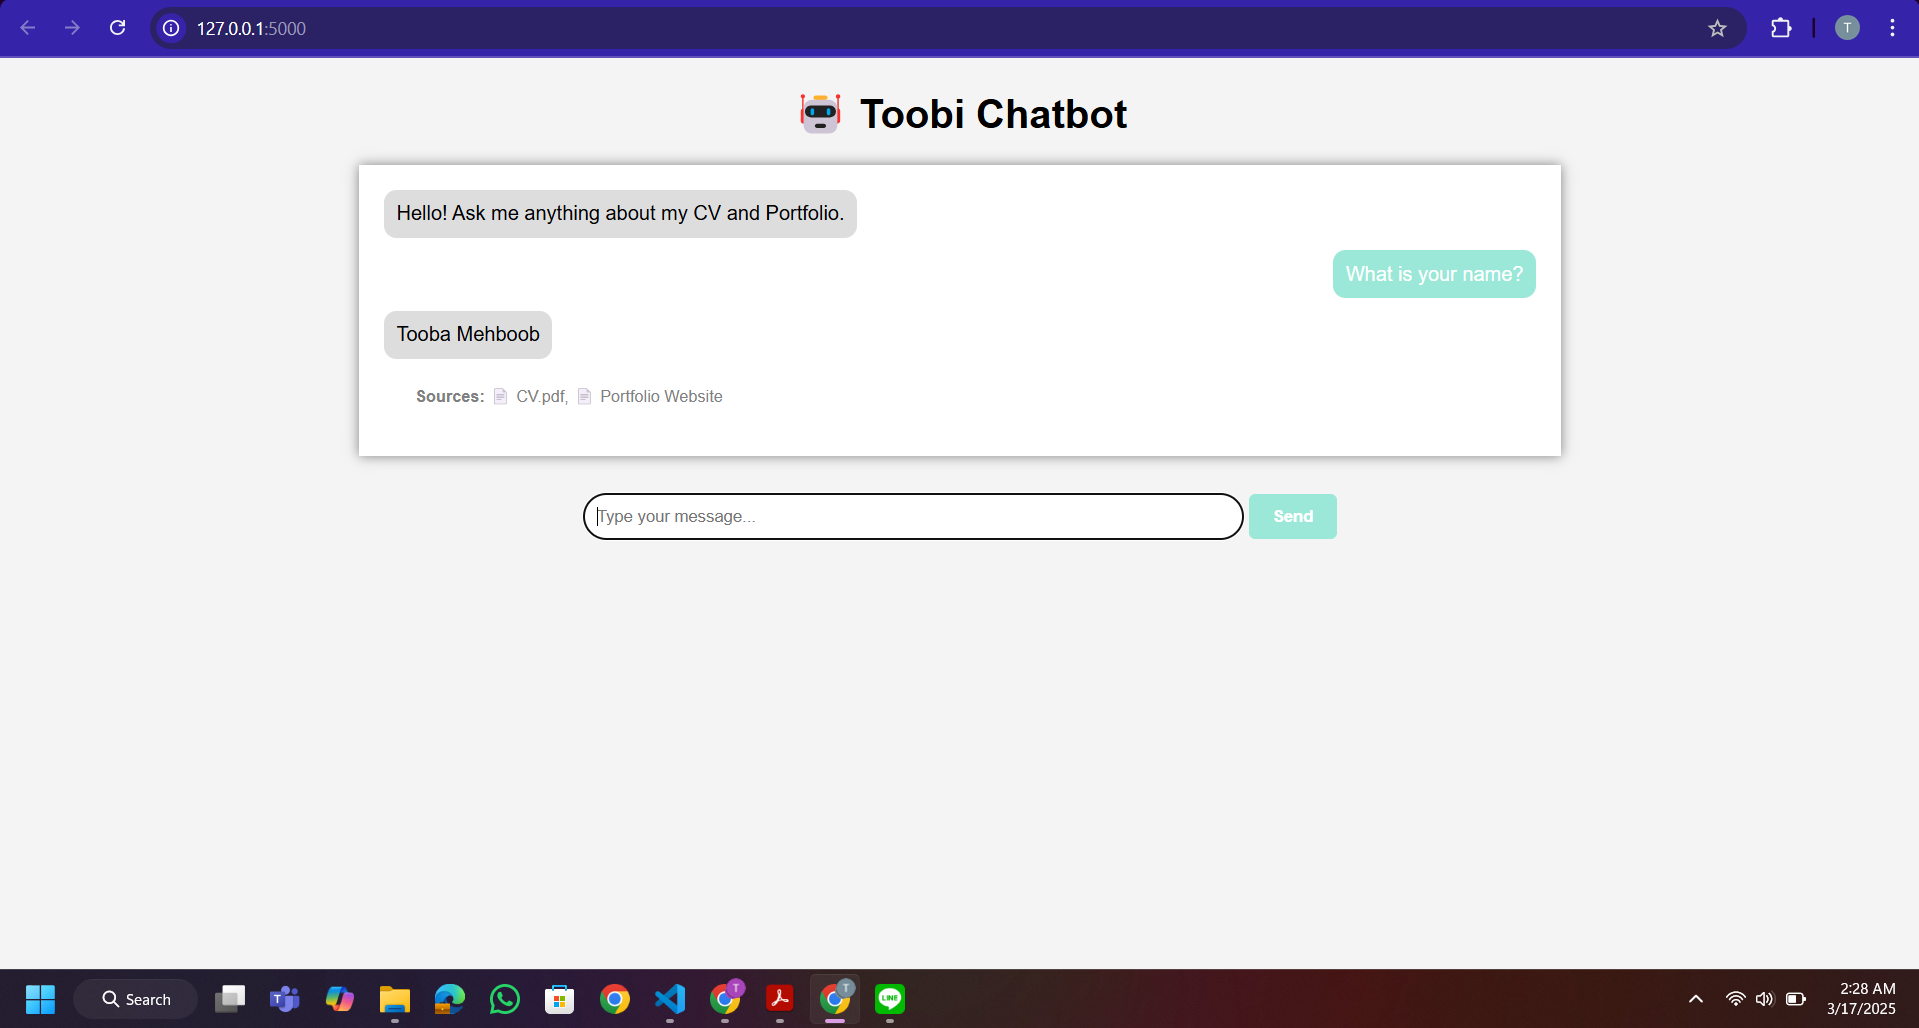 127.0.0.1:5000
T
Toobi Chatbot
Hello! Ask me anything about my CV and Portfolio.
What is your name?
Tooba Mehboob
Sources: CV.pdf, Portfolio Website
Type your message...
Send
Search
T
T
T
LINE
2:28 AM
3/17/2025